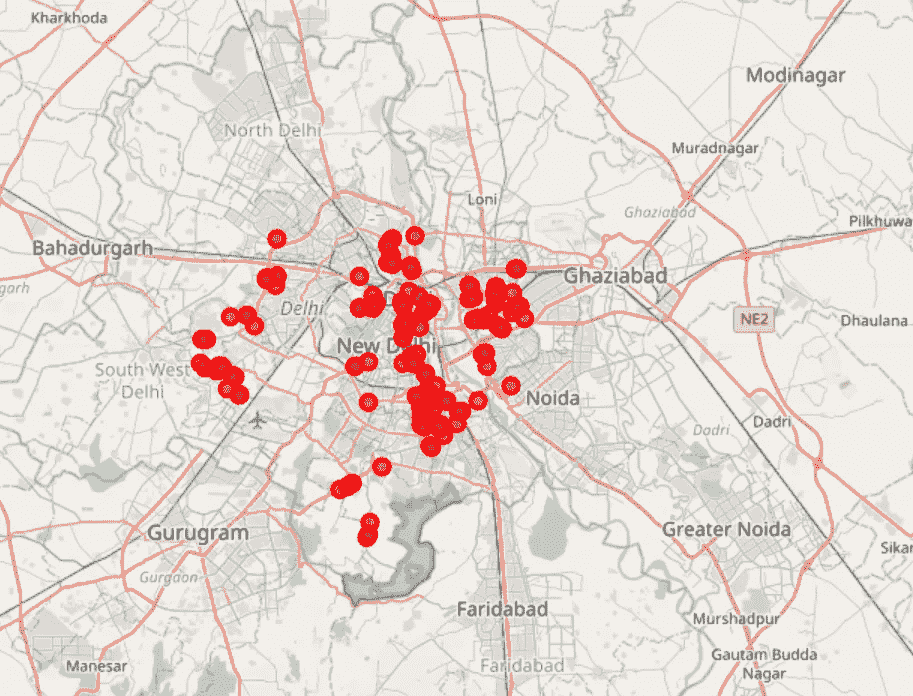 Kharkhoda
Modinagar
North Delhi
Muradnagar
Loni
Ghaziabad
Pilkhuwa
Bahadurgarh
Ghaziabad
garh
Delhi
NE2
Dhaulana
New Delhi
South West
Delhi
Noida
Dadri
Dadri
Gurugram
Greater Noida
Sikan
Gurgaon
Faridabad
Murshadpur
Gautam Budda
Nagar
Manesar
Faridabad